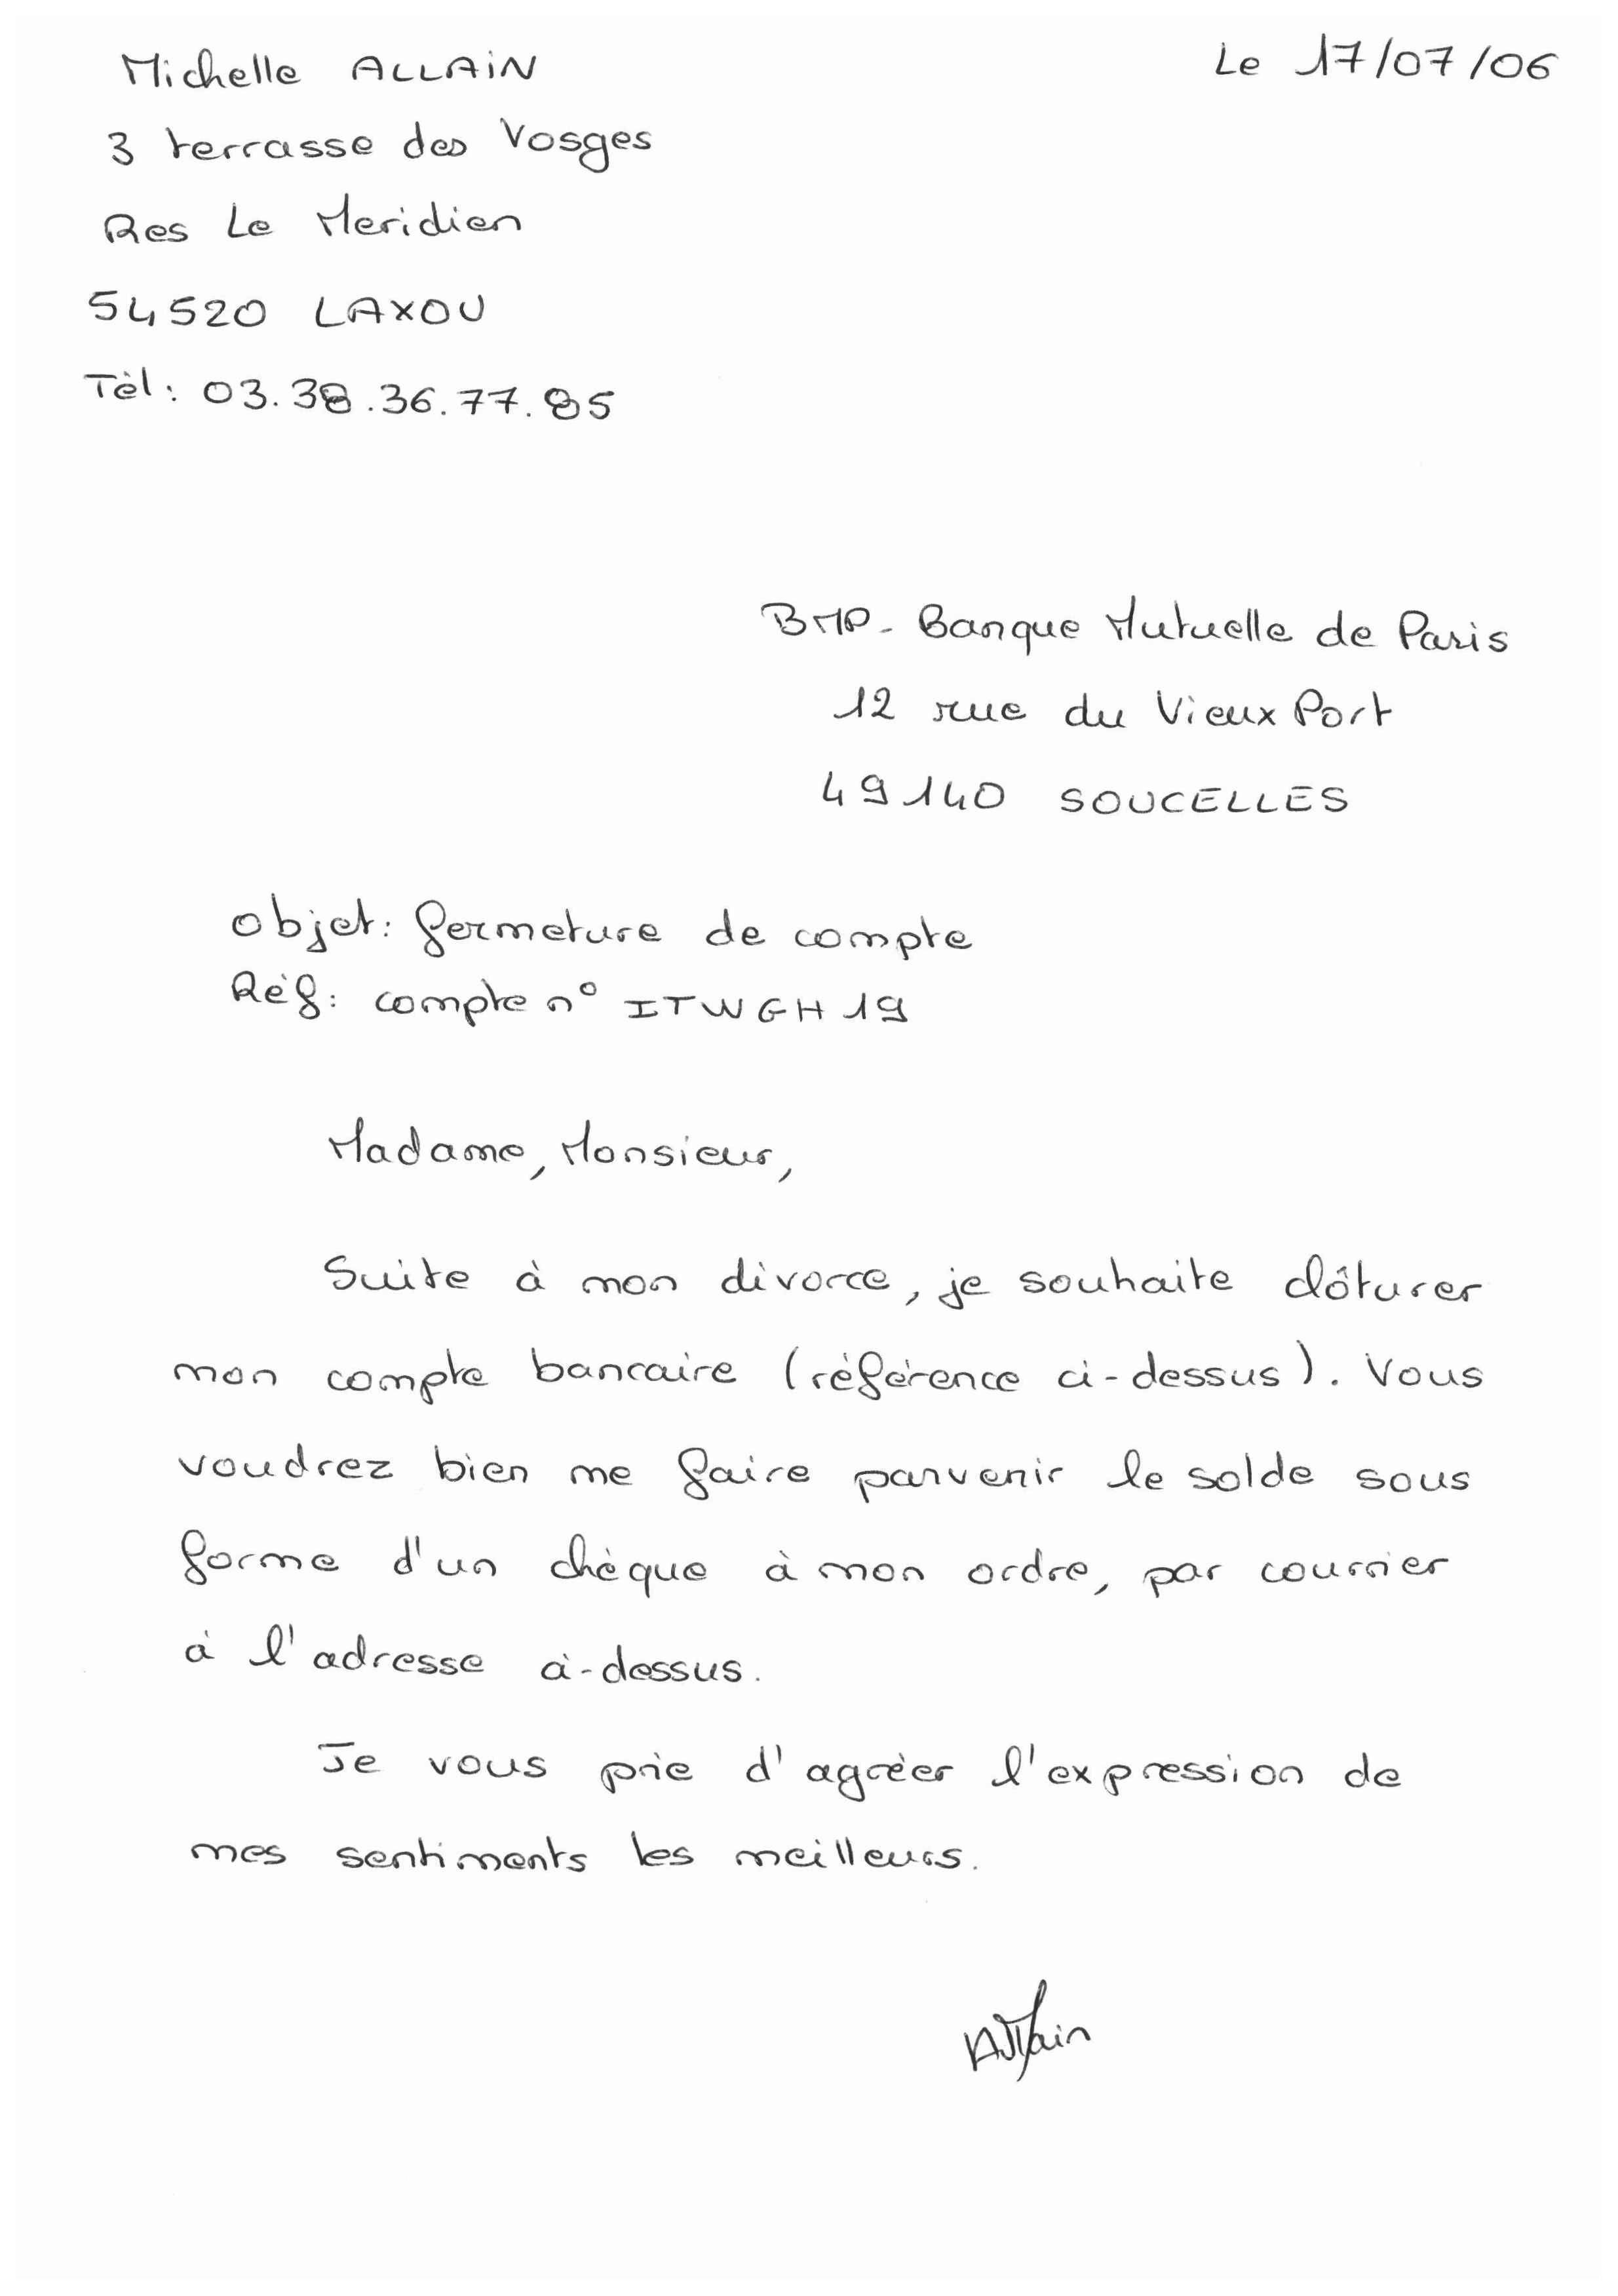 Michelle ALLAIN
Le 17/07/06
3 terrasse des Vosges
Res Le Meridien
54520 LAXOU
Tél: 03.38.36.77.85
BMP - Banque Mutuelle de Paris
12 rue du Vieux Port
49140 SOUCELLES
Objet: fermeture de compte
Réf: compte n° ITWGH19
Madame, Monsieur,
Suite à mon divorce, je souhaite clôturer
mon compte bancaire (référence ci-dessus). Vous
voudrez bien me faire parvenir le solde sous
forme d'un chèque à mon ordre, par courrier
à l'adresse ci-dessus.
Je vous prie d'agréer l'expression de
mes sentiments les meilleurs.
Allain